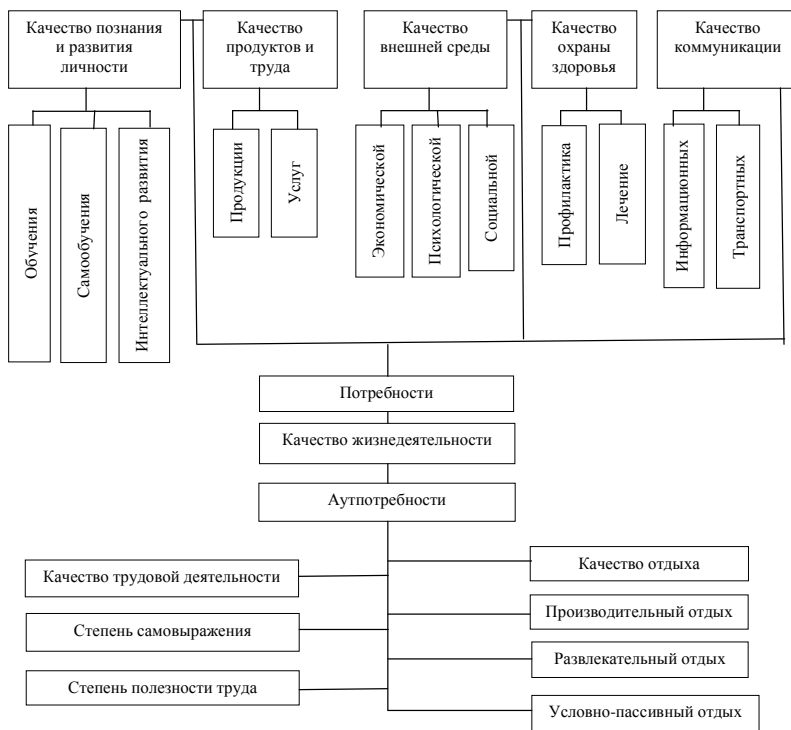 Качество познания
и развития
личности
Качество
продуктов и
труда
Качество
внешней среды
Качество
охраны
здоровья
Качество
коммуникации
Обучения
Самообучения
Интеллектуального развития
Продукции
Услуг
Экономической
Психологической
Социальной
Профилактика
Лечение
Информационных
Транспортных
Потребности
Качество жизнедеятельности
Аутпотребности
Качество трудовой деятельности
Степень самовыражения
Степень полезности труда
Качество отдыха
Производительный отдых
Развлекательный отдых
Условно-пассивный отдых